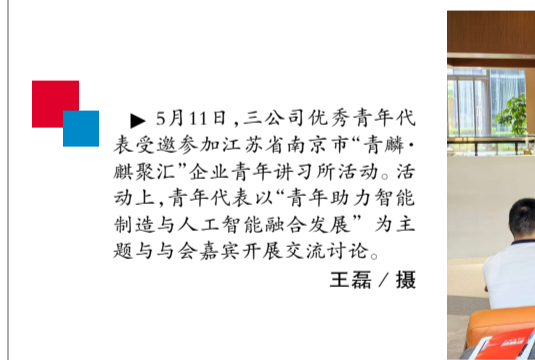 ▶ 5月11日,三公司优秀青年代
表受邀参加江苏省南京市“青麟·
麒聚汇”企业青年讲习所活动。活
动上,青年代表以“青年助力智能
制造与人工智能融合发展”为主
题与与会嘉宾开展交流讨论。
王磊／摄